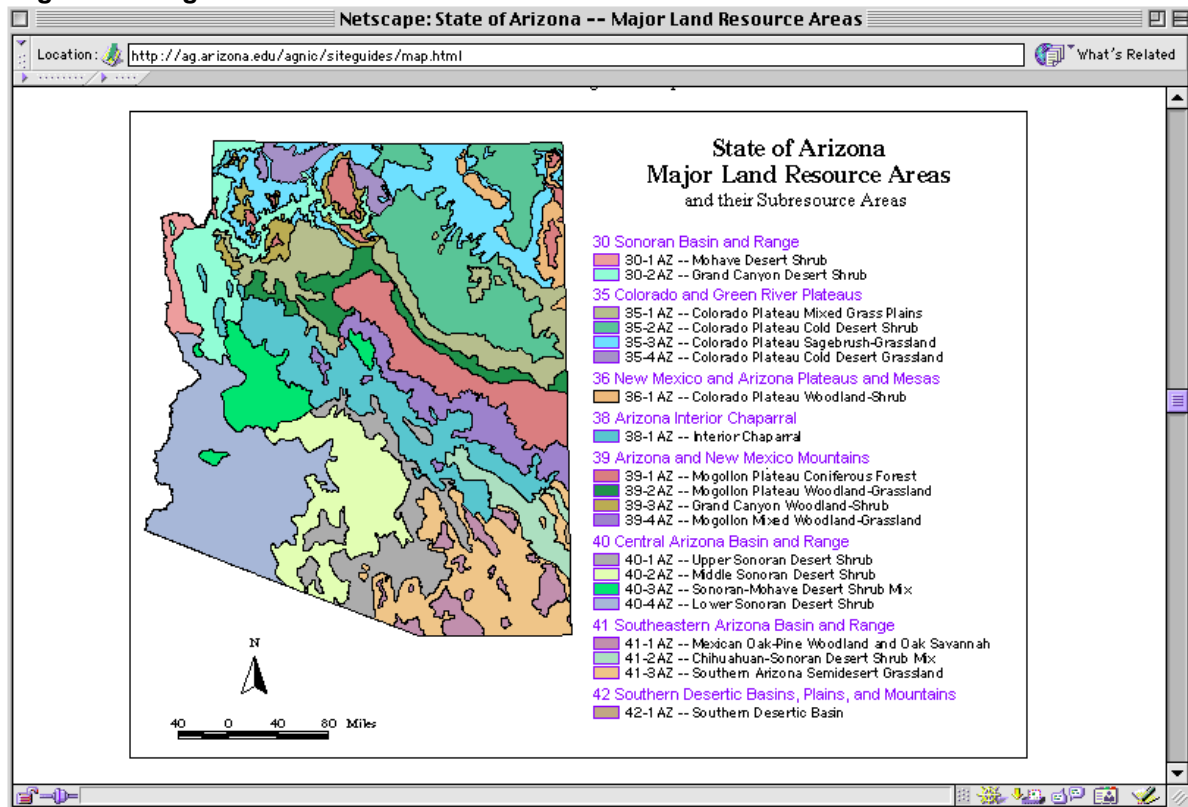 Netscape: State of Arizona -- Major Land Resource Areas
Location: http://ag.arizona.edu/agnic/siteguides/map.html What's Related
State of Arizona
Major Land Resource Areas
and their Subresource Areas
30 Sonoran Basin and Range
30-1 AZ -- Mohave Desert Shrub
30-2 AZ -- Grand Canyon Desert Shrub
35 Colorado and Green River Plateaus
35-1 AZ -- Colorado Plateau Mixed Grass Plains
35-2 AZ -- Colorado Plateau Cold Desert Shrub
35-3 AZ -- Colorado Plateau Sagebrush-Grassland
35-4 AZ -- Colorado Plateau Cold Desert Grassland
36 New Mexico and Arizona Plateaus and Mesas
36-1 AZ -- Colorado Plateau Woodland-Shrub
38 Arizona Interior Chaparral
38-1 AZ -- Interior Chaparral
39 Arizona and New Mexico Mountains
39-1 AZ -- Mogollon Plateau Coniferous Forest
39-2 AZ -- Mogollon Plateau Woodland-Grassland
39-3 AZ -- Grand Canyon Woodland-Shrub
39-4 AZ -- Mogollon Mixed Woodland-Grassland
40 Central Arizona Basin and Range
40-1 AZ -- Upper Sonoran Desert Shrub
40-2 AZ -- Middle Sonoran Desert Shrub
40-3 AZ -- Sonoran-Mohave Desert Shrub Mix
40-4 AZ -- Lower Sonoran Desert Shrub
41 Southeastern Arizona Basin and Range
41-1 AZ -- Mexican Oak-Pine Woodland and Oak Savannah
41-2 AZ -- Chihuahuan-Sonoran Desert Shrub Mix
41-3 AZ -- Southern Arizona Semidesert Grassland
42 Southern Desertic Basins, Plains, and Mountains
42-1 AZ -- Southern Desertic Basin
N
40 0 40 80 Miles